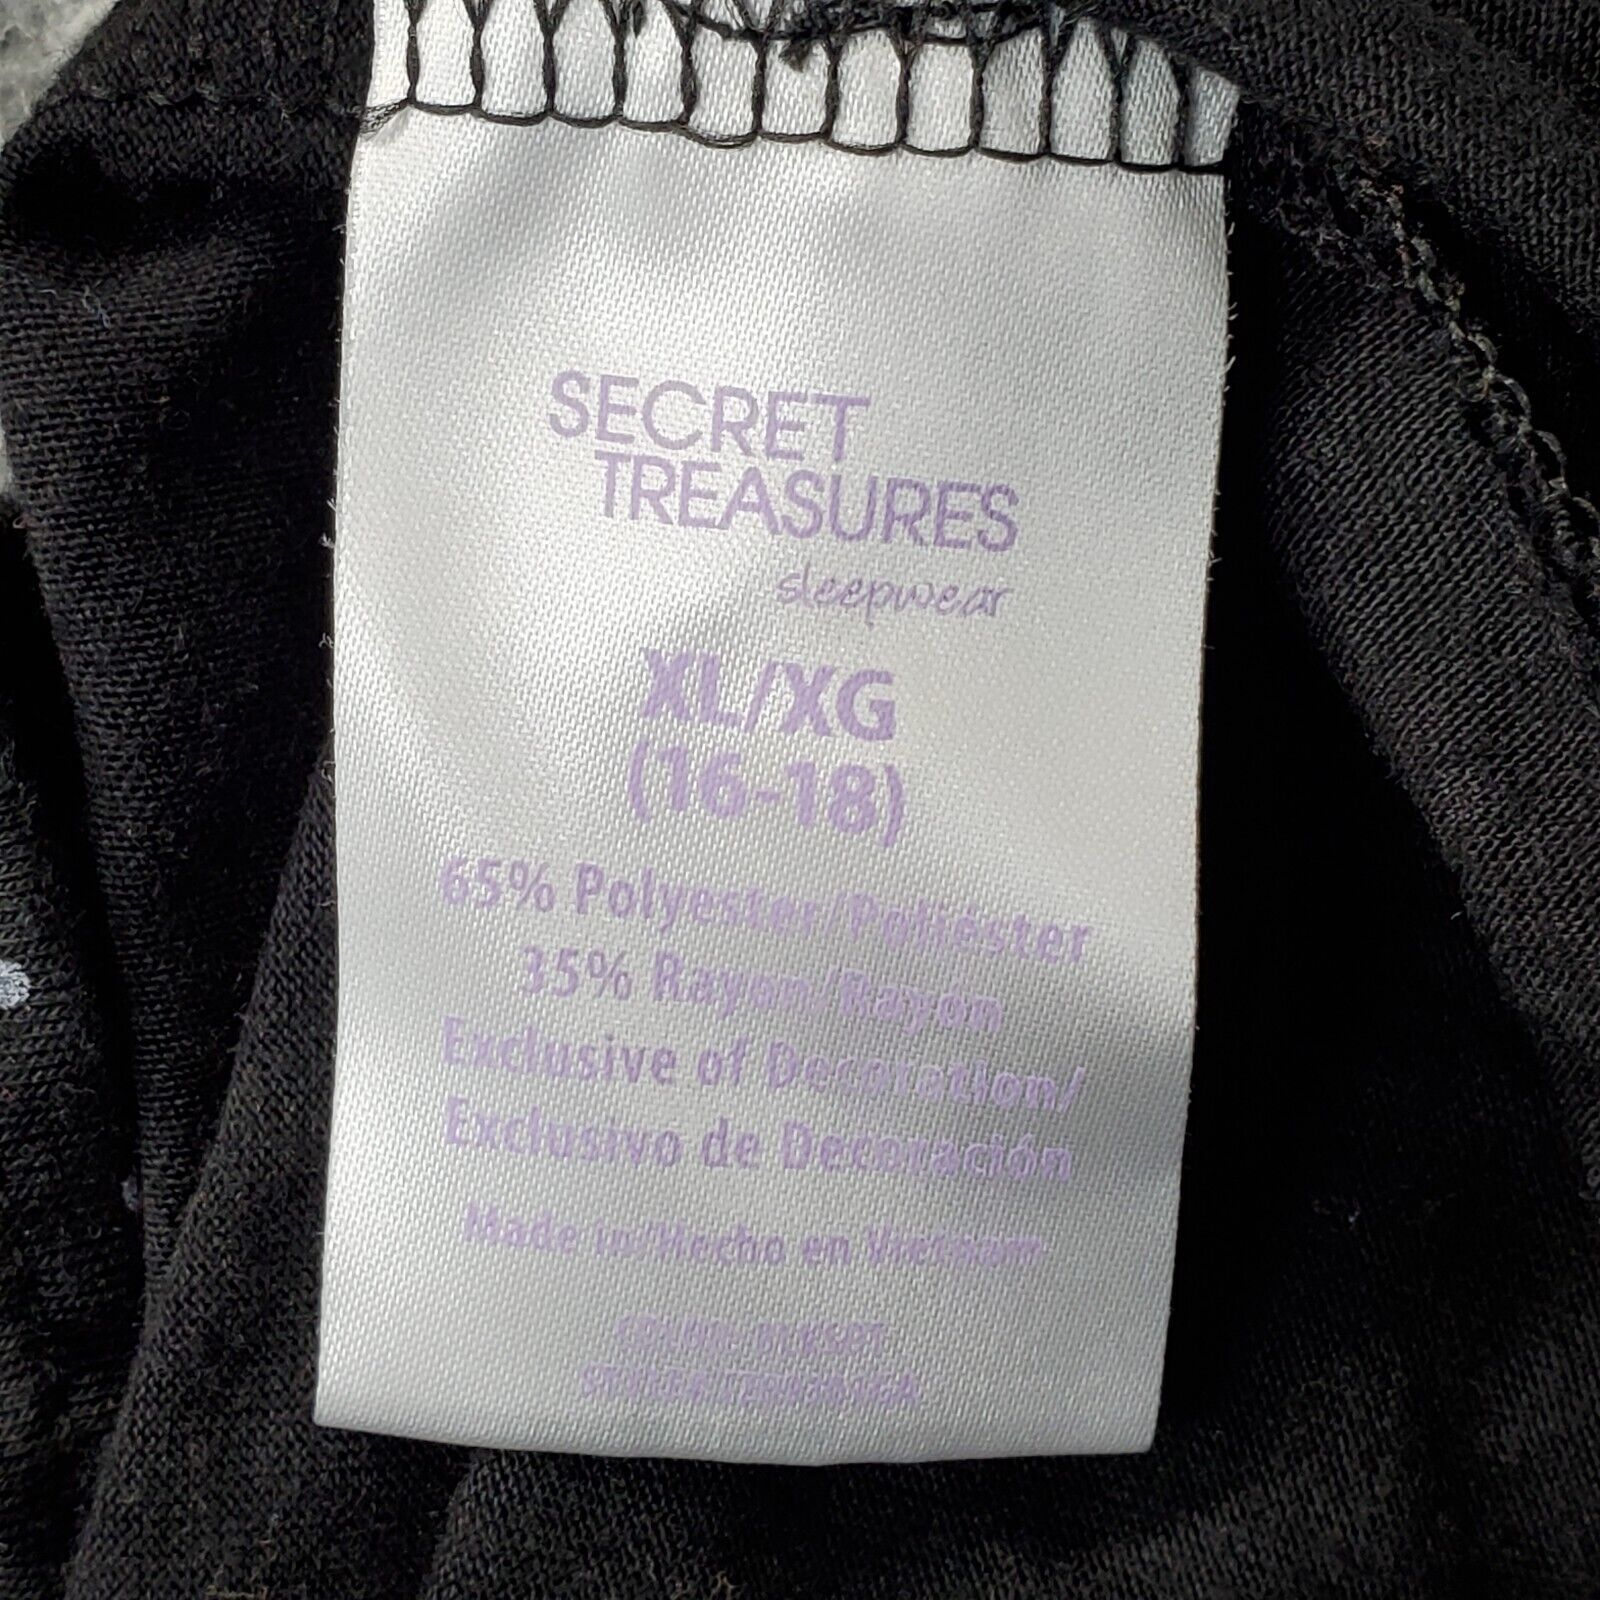 SECRET
TREASURES
sleepwear
XL/XG
(16-18)
65% Polyester/Poliéster
35% Rayon/Rayon
Exclusive of Decoration/
Exclusivo de Decoración
Made in/Hecho en Vietnam
COLOR: